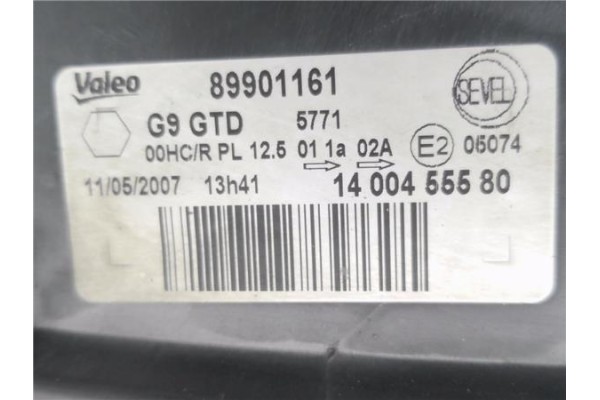 Valeo 89901161 SEVEL
G9 GTD 5771
00HC/R PL 12.5 01 1a 02A E2 05074
11/05/2007 13h41 14 004 555 80